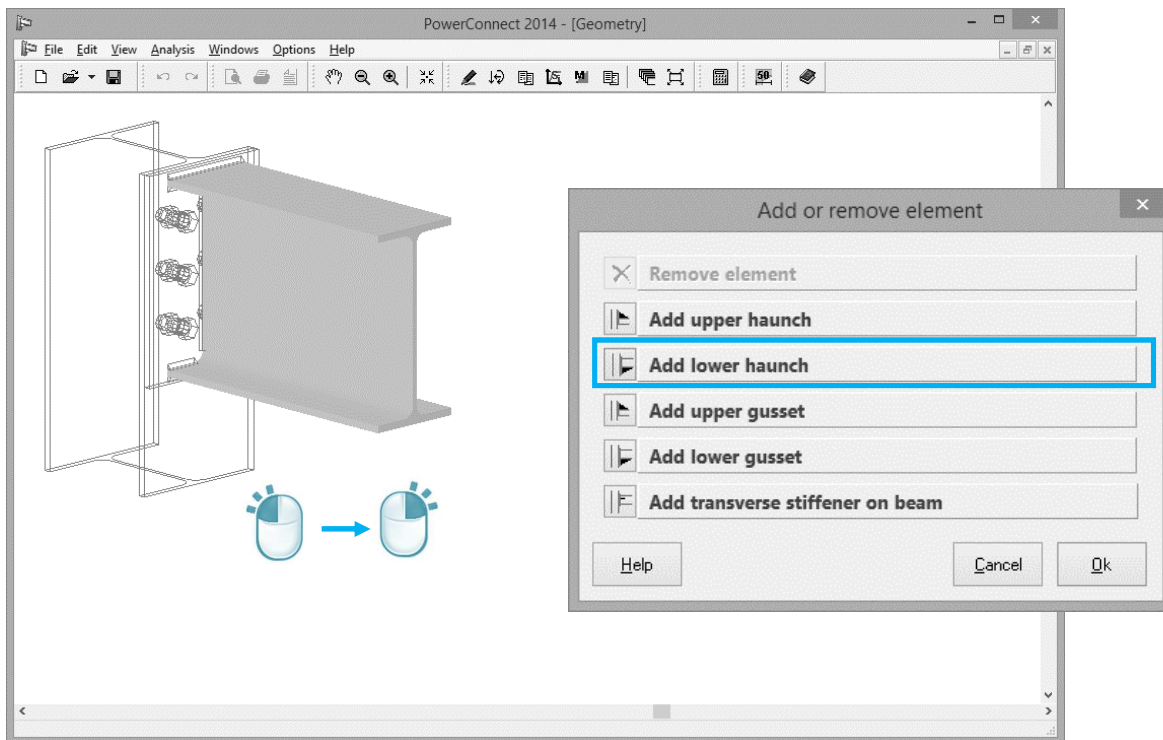 PowerConnect 2014 - [Geometry]
File Edit View Analysis Windows Options Help
50
Add or remove element
Remove element
Add upper haunch
Add lower haunch
Add upper gusset
Add lower gusset
Add transverse stiffener on beam
Help Cancel Ok